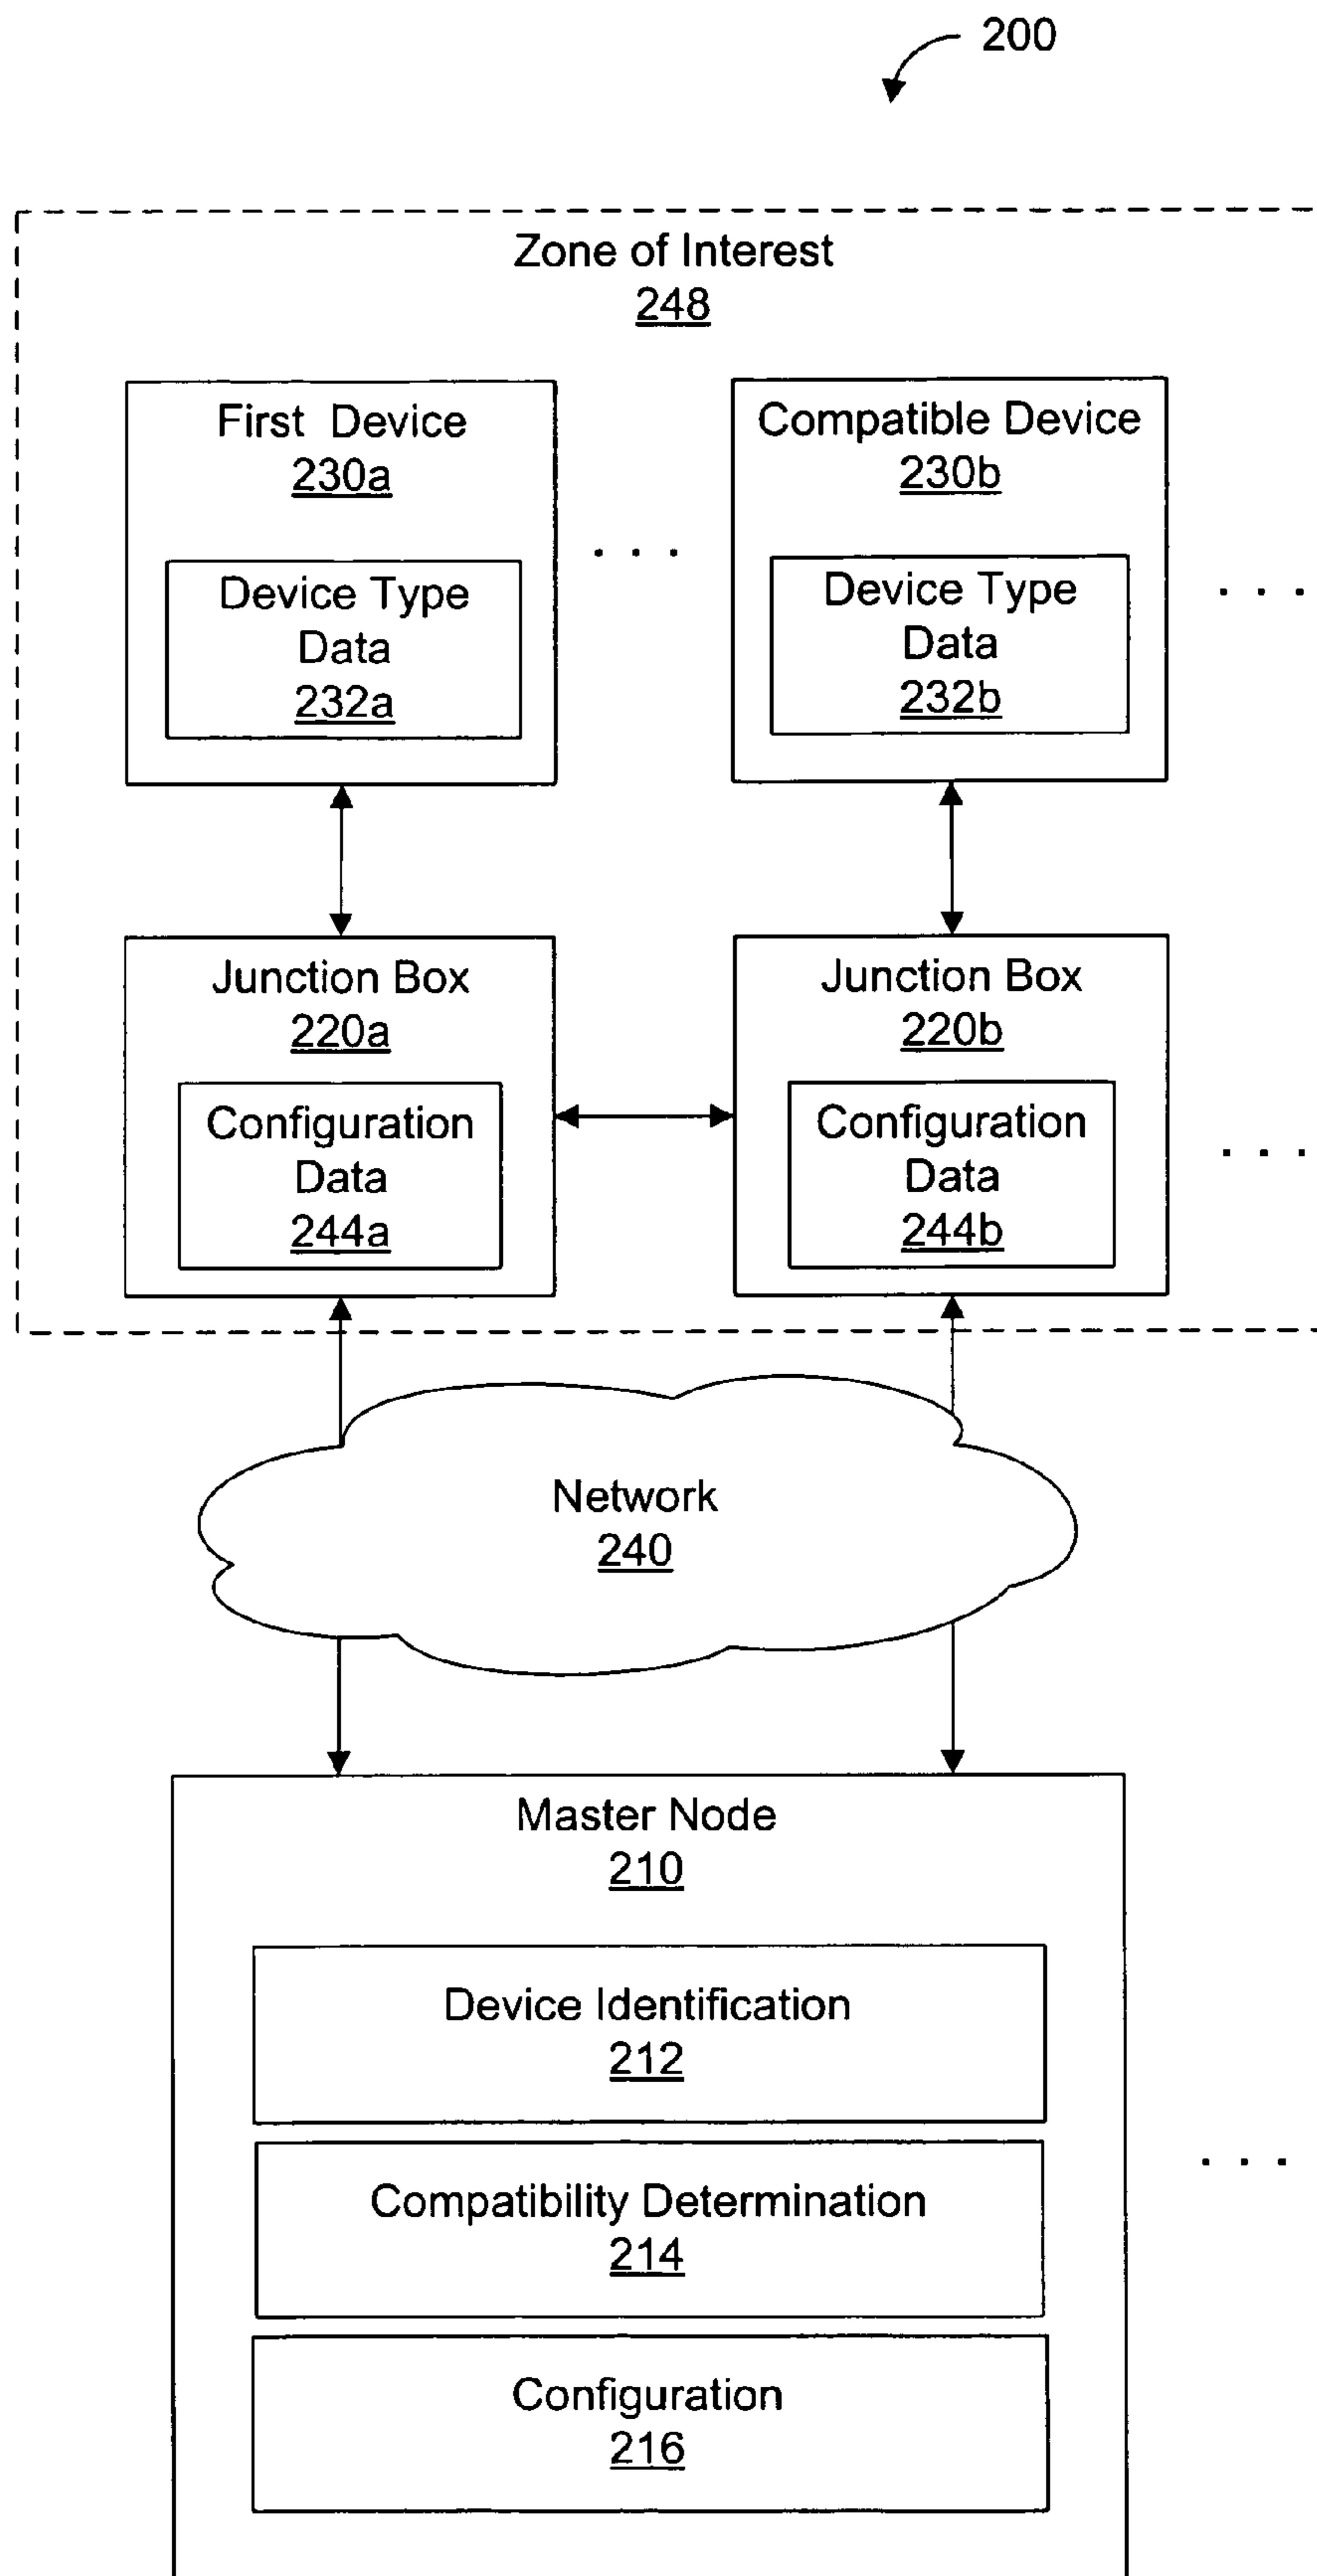 200
Zone of Interest
248
First Device
230a
Device Type
Data
232a
. . .
Compatible Device
230b
Device Type
Data
232b
. . .
Junction Box
220a
Configuration
Data
244a
Junction Box
220b
Configuration
Data
244b
. . .
Network
240
Master Node
210
Device Identification
212
Compatibility Determination
214
Configuration
216
. . .